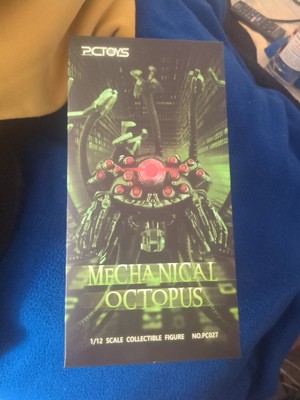 PCTOYS
MECHANICAL
OCTOPUS
1/12 SCALE COLLECTIBLE FIGURE NO.PC027